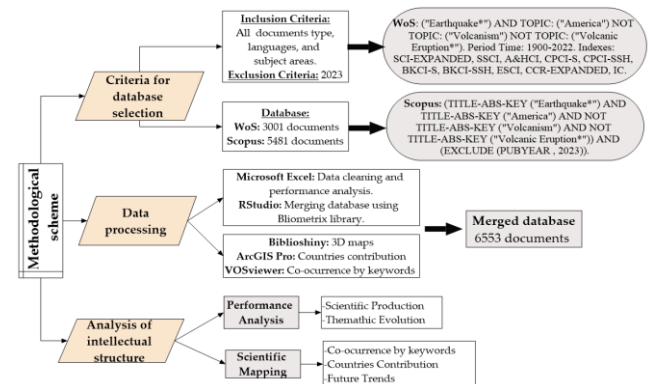 Methodological
scheme
Criteria for
database
selection
Inclusion Criteria:
All documents type,
languages, and
subject areas.
Exclusion Criteria: 2023
WoS: ("Earthquake*") AND TOPIC: ("America") NOT
TOPIC: ("Volcanism") NOT TOPIC: ("Volcanic
Eruption*"). Period Time: 1900-2022. Indexes:
SCI-EXPANDED, SSCI, A&HCI, CPCI-S, CPCI-SSH,
BKCI-S, BKCI-SSH, ESCI, CCR-EXPANDED, IC.
Database:
WoS: 3001 documents
Scopus: 5481 documents
Scopus: (TITLE-ABS-KEY ("Earthquake*") AND
TITLE-ABS-KEY ("America") AND NOT
TITLE-ABS-KEY ("Volcanism") AND NOT
TITLE-ABS-KEY ("Volcanic Eruption*")) AND
(EXCLUDE (PUBYEAR , 2023)).
Data
processing
Microsoft Excel: Data cleaning and
performance analysis.
RStudio: Merging database using
Bliometrix library.
Biblioshiny: 3D maps
ArcGIS Pro: Countries contribution
VOSviewer: Co-ocurrence by keywords
Merged database
6553 documents
Analysis of
intellectual
structure
Performance
Analysis
-Scientific Production
-Themathic Evolution
Scientific
Mapping
-Co-ocurrence by keywords
-Countries Contribution
-Future Trends